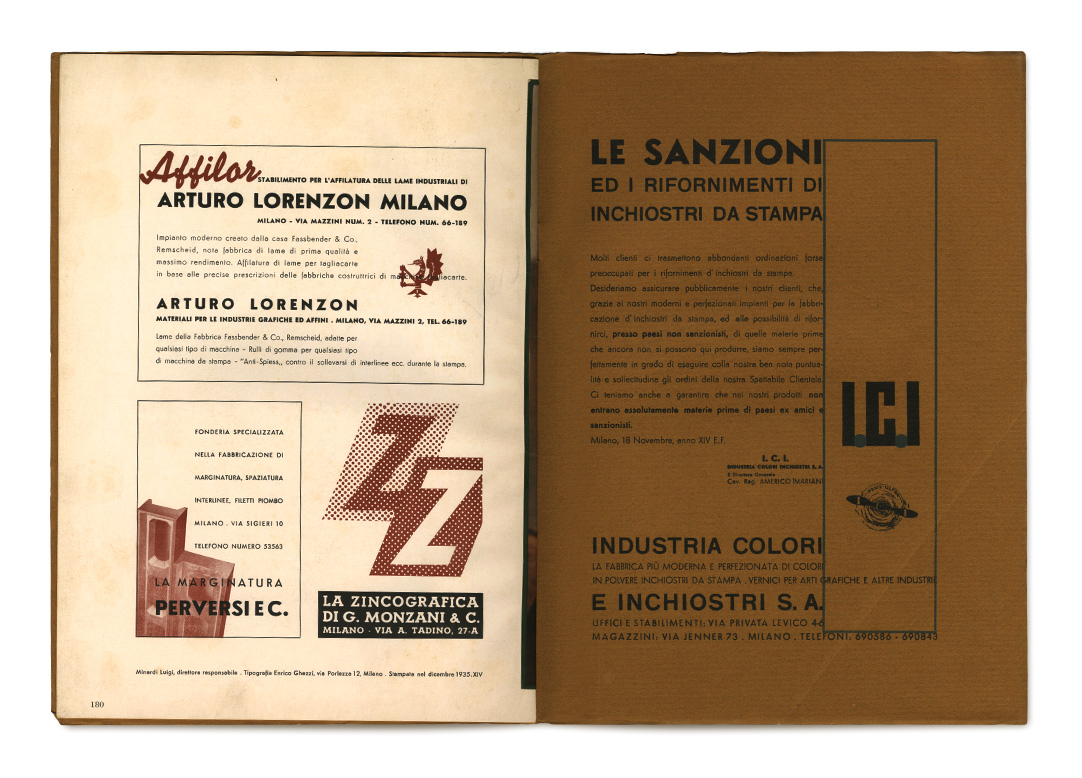 Affilor
STABILIMENTO PER L'AFFILATURA DELLE LAME INDUSTRIALI DI
ARTURO LORENZON MILANO
MILANO - VIA MAZZINI NUM. 2 - TELEFONO NUM. 66-189
Impianto moderno creato dalla casa Fassbender & Co.,
Remscheid, nota fabbrica di lame di prima qualità e
massimo rendimento. Affilatura di lame per tagliacarte
in base alle precise prescrizioni delle fabbriche costruttrici di macchine tagliacarte.
ARTURO LORENZON
MATERIALI PER LE INDUSTRIE GRAFICHE ED AFFINI . MILANO, VIA MAZZINI 2, TEL. 66-189
Lame della Fabbrica Fassbender & Co., Remscheid, adatte per
qualsiasi tipo di macchina - Rulli di gomma per qualsiasi tipo
di macchina da stampa - "Anti-Spiess„ contro il sollevarsi di interlinee ecc. durante la stampa.
FONDERIA SPECIALIZZATA
NELLA FABBRICAZIONE DI
MARGINATURA, SPAZIATURA
INTERLINEE, FILETTI PIOMBO
MILANO . VIA SIGIERI 10
TELEFONO NUMERO 53563
LA MARGINATURA
PERVERSI E C.
Z
Z
LA ZINCOGRAFICA
DI G. MONZANI & C.
MILANO · VIA A. TADINO, 27-A
Minardi Luigi, direttore responsabile . Tipografia Enrico Ghezzi, via Porlezza 12, Milano . Stampato nel dicembre 1935.XIV
180
LE SANZIONI
ED I RIFORNIMENTI DI
INCHIOSTRI DA STAMPA
Molti clienti ci trasmettono abbondanti ordinazioni forse
preoccupati per i rifornimenti d'inchiostri da stampa.
Desideriamo assicurare pubblicamente i nostri clienti, che,
grazie ai nostri moderni e perfezionati impianti per la fabbri-
cazione d'inchiostri da stampa, ed alle possibilità di rifor-
nirci, presso paesi non sanzionisti, di quelle materie prime
che ancora non si possono qui produrre, siamo sempre per-
fettamente in grado di eseguire colla nostra ben nota puntua-
lità e sollecitudine gli ordini della nostra Spettabile Clientela.
Ci teniamo anche a garantire che nei nostri prodotti non
entrano assolutamente materie prime di paesi ex amici e
sanzionisti.
Milano, 18 Novembre, anno XIV E.F.
I. C. I.
INDUSTRIA COLORI INCHIOSTRI S. A.
Il Direttore Generale
Cav. Rag. AMERICO MARIANI
I.C.I
INDUSTRIA COLORI
LA FABBRICA PIÙ MODERNA E PERFEZIONATA DI COLORI
IN POLVERE INCHIOSTRI DA STAMPA . VERNICI PER ARTI GRAFICHE E ALTRE INDUSTRIE
E INCHIOSTRI S. A.
UFFICI E STABILIMENTI: VIA PRIVATA LEVICO 46
MAGAZZINI: VIA JENNER 73 . MILANO . TELEFONI. 690586 - 690843